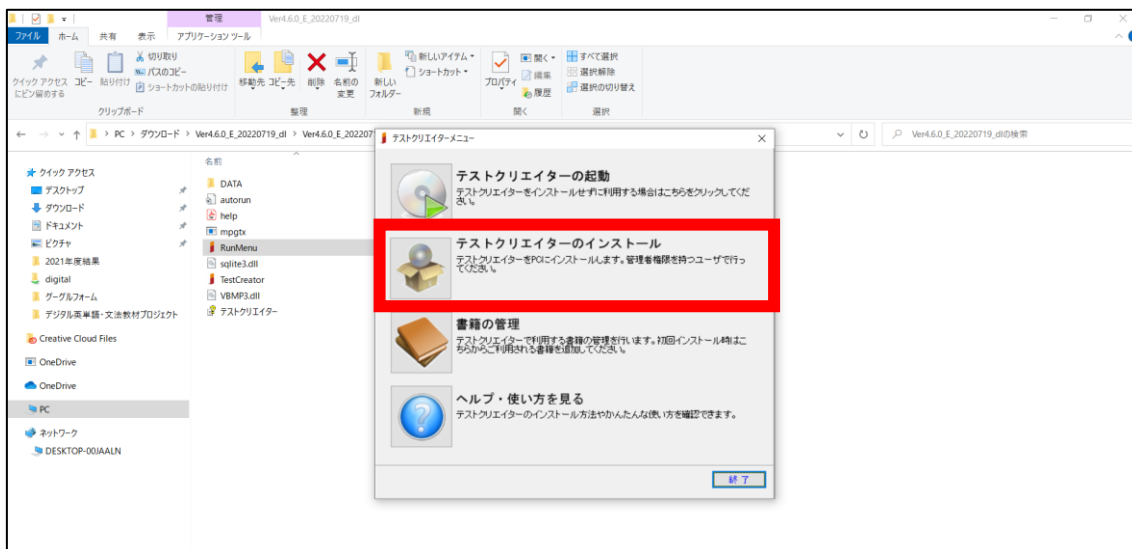 管理
Ver4.6.0_E_20220719_dl
ファイル
ホーム
共有
表示
アプリケーション ツール
クイック アクセス
にピン留めする
コピー
貼り付け
切り取り
パスのコピー
ショートカットの貼り付け
クリップボード
移動先
コピー先
削除
名前の
変更
整理
新しい
フォルダー
新しいアイテム
ショートカット
新規
プロパティ
開く
編集
履歴
開く
すべて選択
選択解除
選択の切り替え
選択
PC > ダウンロード > Ver4.6.0_E_20220719_dl > Ver4.6.0_E_202207
Ver4.6.0_E_20220719_dlの検索
クイック アクセス
デスクトップ
ダウンロード
ドキュメント
ピクチャ
2021年度結果
digital
グーグルフォーム
デジタル英単語・文法教材プロジェクト
Creative Cloud Files
OneDrive
OneDrive
PC
ネットワーク
DESKTOP-00JAALN
名前
DATA
autorun
help
mpgtx
RunMenu
sqlite3.dll
TestCreator
VBMP3.dll
テストクリエイター
テストクリエイターメニュー
テストクリエイターの起動
テストクリエイターをインストールせずに利用する場合はこちらをクリックしてくだ
さい。
テストクリエイターのインストール
テストクリエイターをPCにインストールします。管理者権限を持つユーザで行っ
てください。
書籍の管理
テストクリエイターで利用する書籍の管理を行います。初回インストール時はこ
ちらからご利用される書籍を追加してください。
ヘルプ・使い方を見る
テストクリエイターのインストール方法やかんたんな使い方を確認できます。
終了